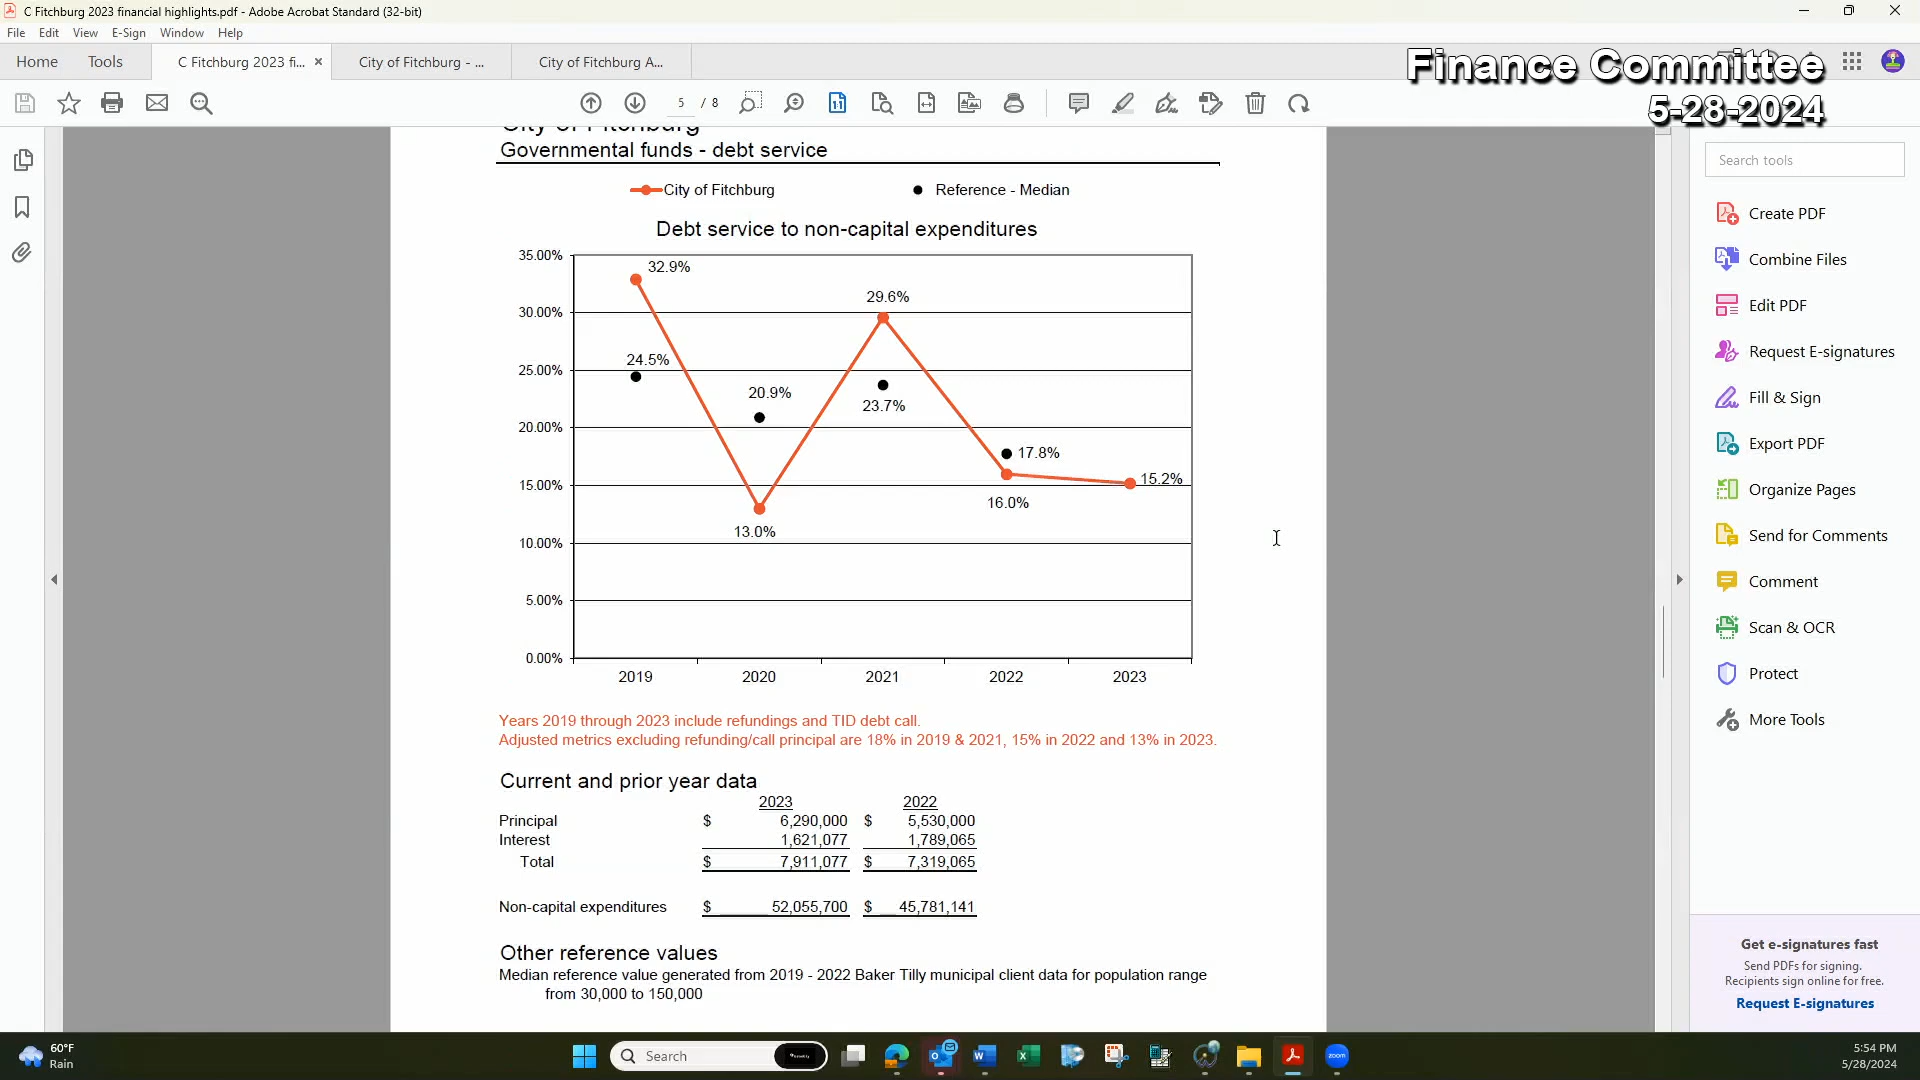 C Fitchburg 2023 financial highlights.pdf - Adobe Acrobat Standard (32-bit)
File Edit View E-Sign Window Help
Home Tools C Fitchburg 2023 fi... × City of Fitchburg - ... City of Fitchburg A...
Finance Committee
5-28-2024
5 / 8
City of Fitchburg
Governmental funds - debt service
City of Fitchburg Reference - Median
Debt service to non-capital expenditures
35.00%
30.00%
25.00%
20.00%
15.00%
10.00%
5.00%
0.00%
32.9%
24.5%
20.9%
13.0%
29.6%
23.7%
17.8%
16.0%
15.2%
2019 2020 2021 2022 2023
Years 2019 through 2023 include refundings and TID debt call.
Adjusted metrics excluding refunding/call principal are 18% in 2019 & 2021, 15% in 2022 and 13% in 2023.
Current and prior year data
2023 2022
Principal $ 6,290,000 $ 5,530,000
Interest 1,621,077 1,789,065
Total $ 7,911,077 $ 7,319,065
Non-capital expenditures $ 52,055,700 $ 45,781,141
Other reference values
Median reference value generated from 2019 - 2022 Baker Tilly municipal client data for population range
from 30,000 to 150,000
Search tools
Create PDF
Combine Files
Edit PDF
Request E-signatures
Fill & Sign
Export PDF
Organize Pages
Send for Comments
Comment
Scan & OCR
Protect
More Tools
Get e-signatures fast
Send PDFs for signing.
Recipients sign online for free.
Request E-signatures
60°F
Rain
Search
zoom
5:54 PM
5/28/2024